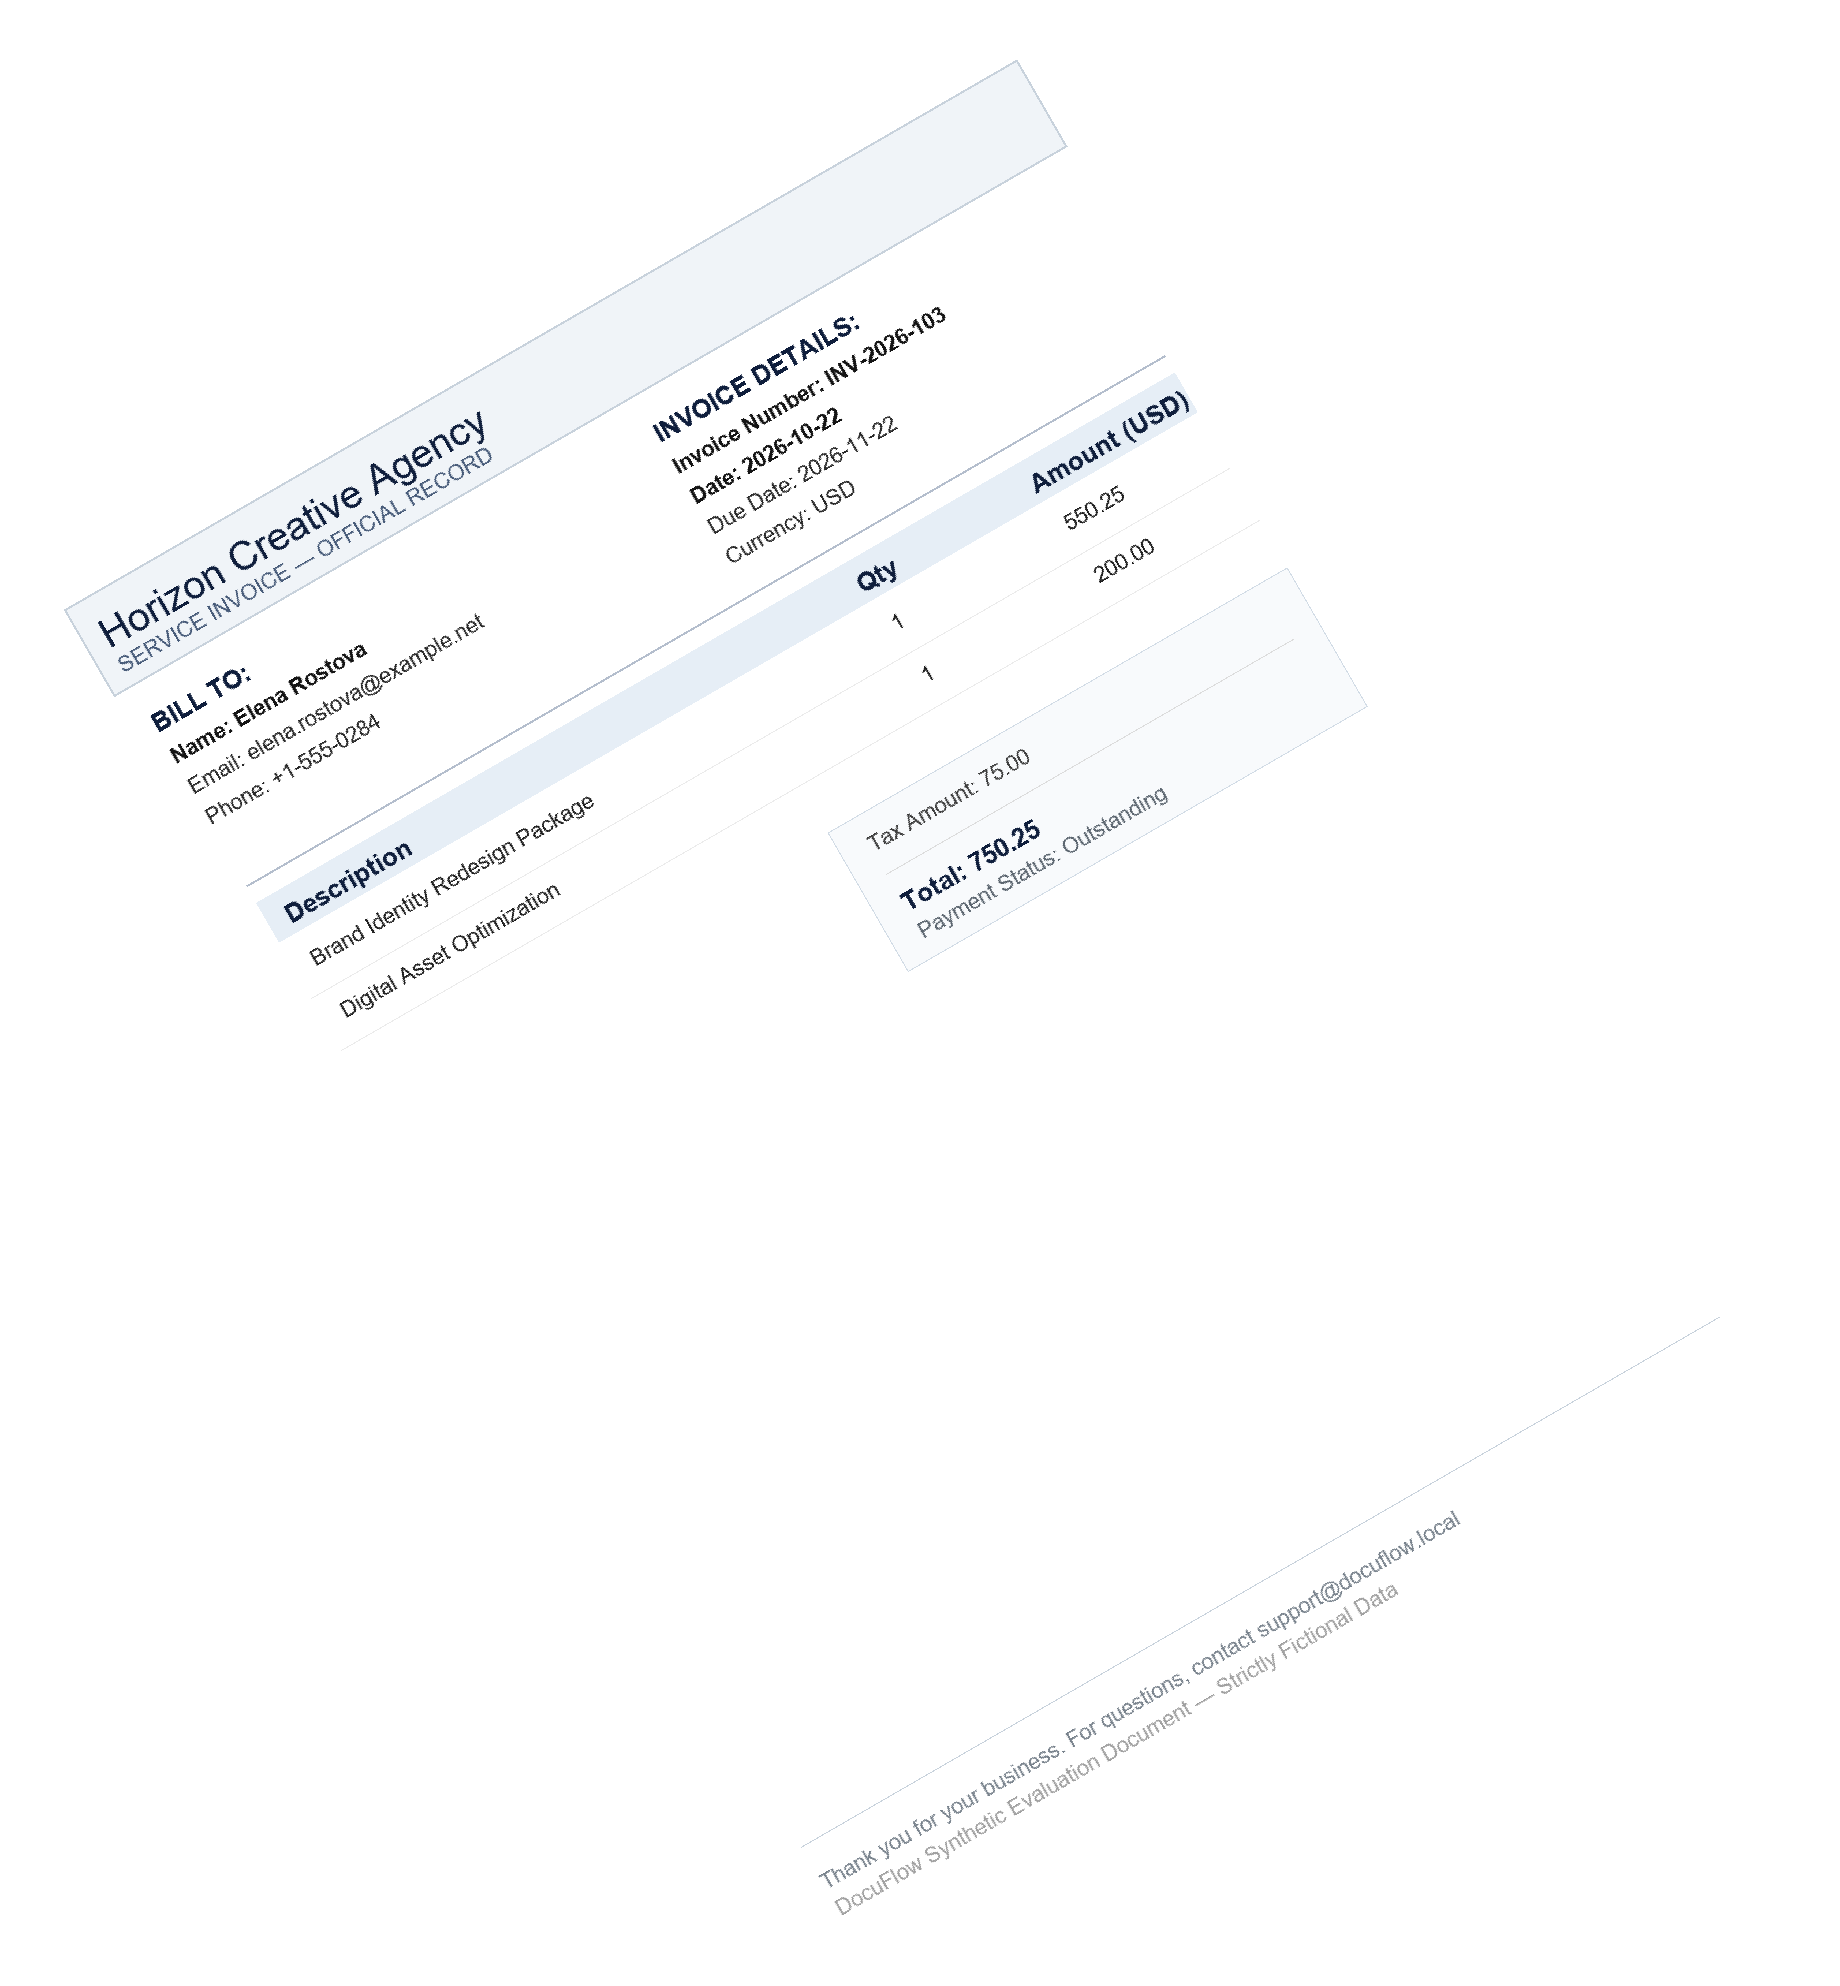 Horizon Creative Agency
SERVICE INVOICE — OFFICIAL RECORD
BILL TO:
Name: Elena Rostova
Email: elena.rostova@example.net
Phone: +1-555-0284
INVOICE DETAILS:
Invoice Number: INV-2026-103
Date: 2026-10-22
Due Date: 2026-11-22
Currency: USD
Description Qty Amount (USD)
Brand Identity Redesign Package 1 550.25
Digital Asset Optimization 1 200.00
Tax Amount: 75.00
Total: 750.25
Payment Status: Outstanding
Thank you for your business. For questions, contact support@docuflow.local
DocuFlow Synthetic Evaluation Document — Strictly Fictional Data